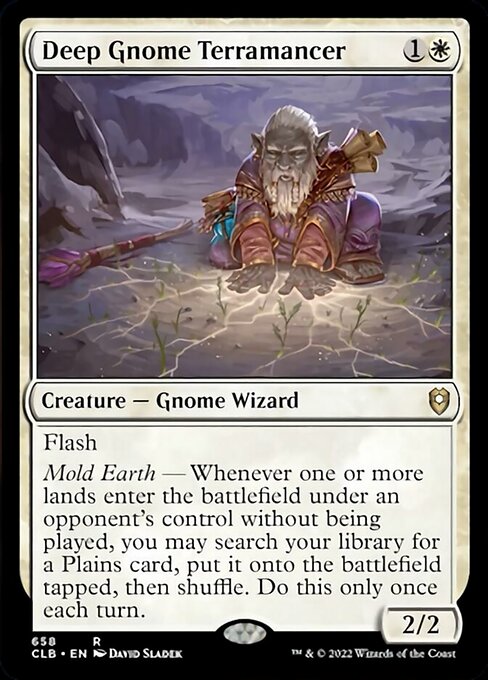 Deep Gnome Terramancer 1
Creature — Gnome Wizard
Flash
Mold Earth — Whenever one or more
lands enter the battlefield under an
opponent's control without being
played, you may search your library for
a Plains card, put it onto the battlefield
tapped, then shuffle. Do this only once
each turn.
2/2
658 R
CLB • EN David Sladek
™ & © 2022 Wizards of the Coast